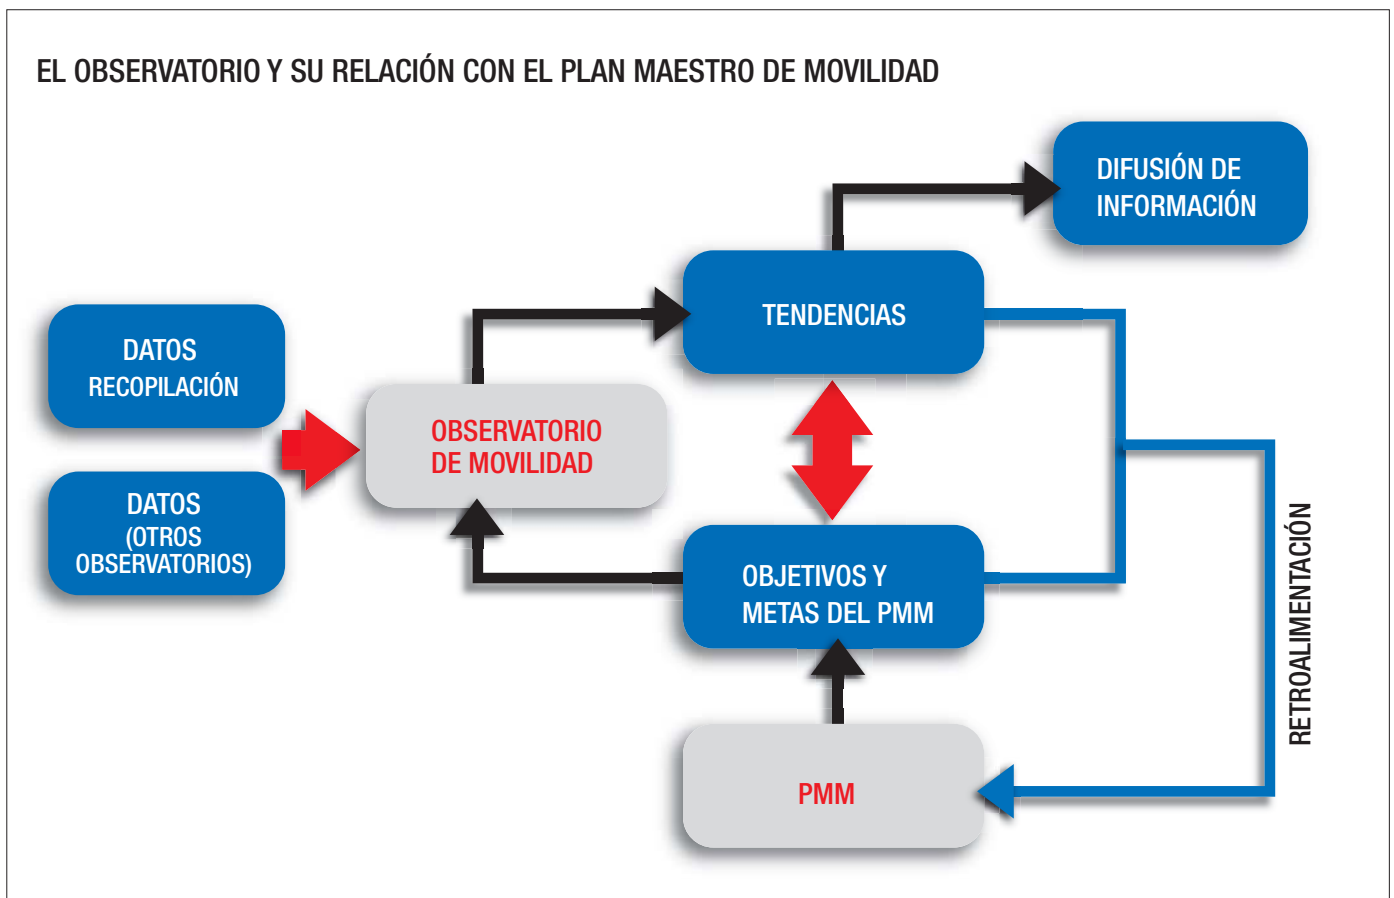 EL OBSERVATORIO Y SU RELACIÓN CON EL PLAN MAESTRO DE MOVILIDAD
DIFUSIÓN DE
INFORMACIÓN
TENDENCIAS
DATOS
RECOPILACIÓN
OBSERVATORIO
DE MOVILIDAD
DATOS
(OTROS
OBSERVATORIOS)
OBJETIVOS Y
METAS DEL PMM
RETROALIMENTACIÓN
PMM